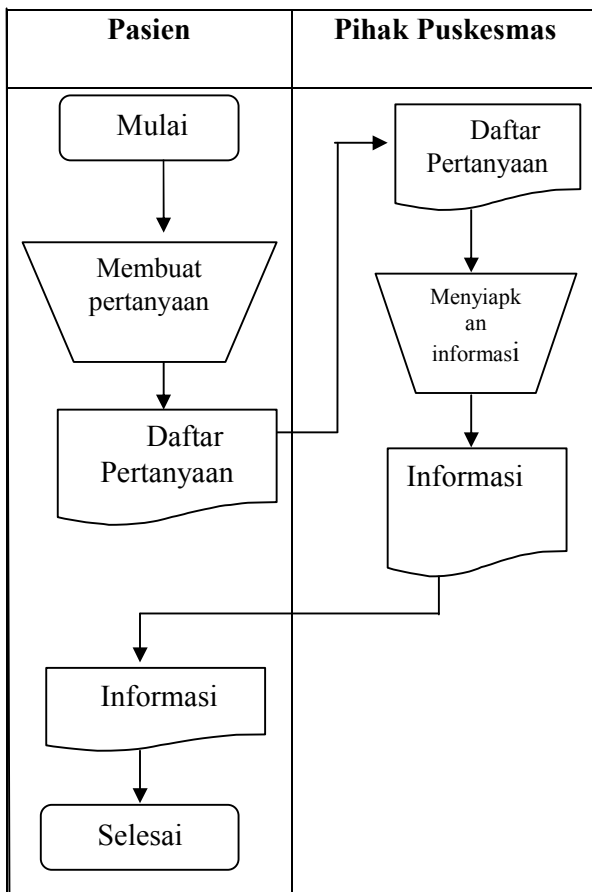 Pasien
Pihak Puskesmas
Mulai
Membuat
pertanyaan
Daftar
Pertanyaan
Daftar
Pertanyaan
Menyiapk
an
informasi
Informasi
Informasi
Selesai